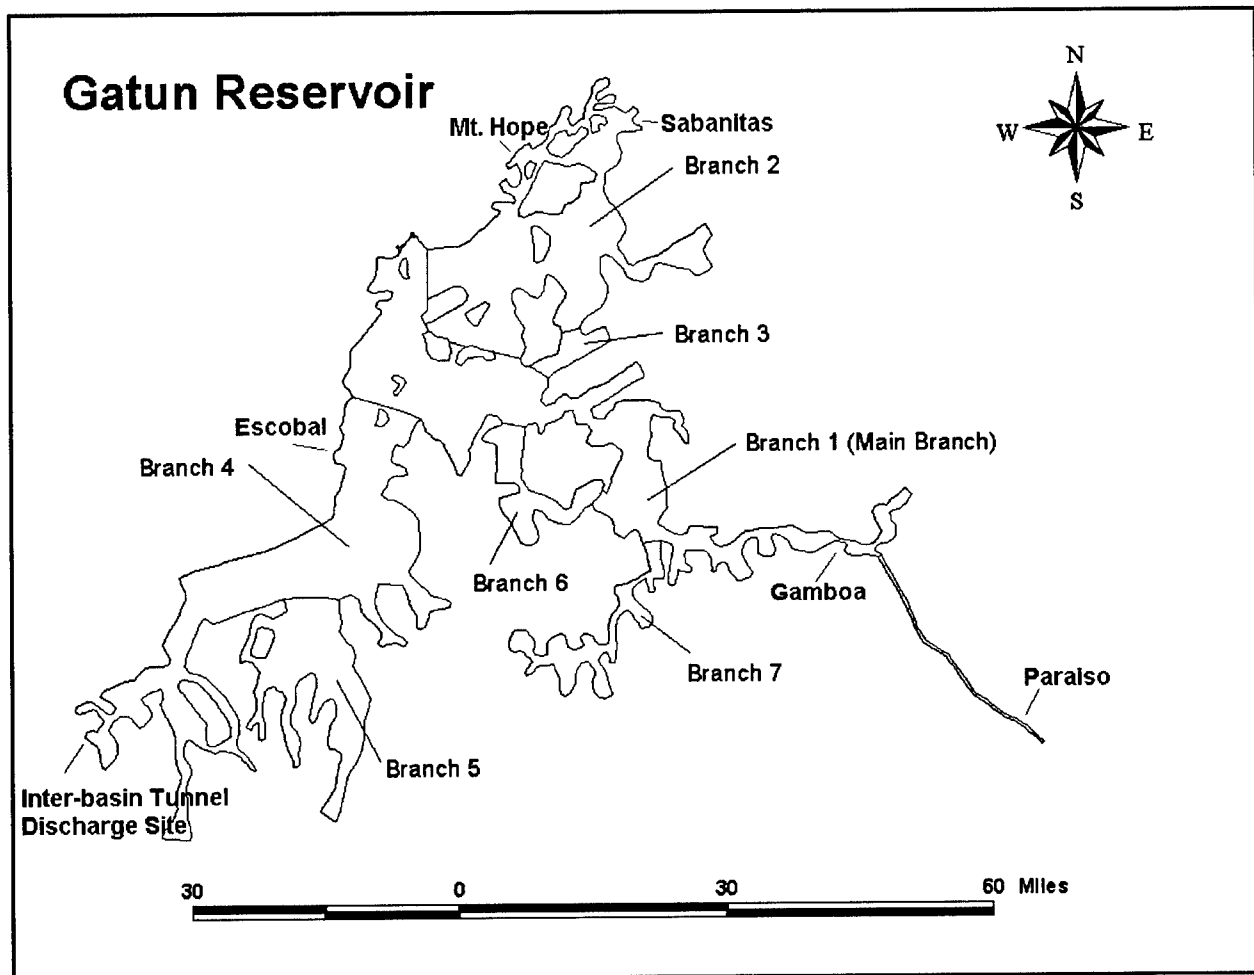 Gatun Reservoir
N
W
E
S
Mt. Hope
Sabanitas
Branch 2
Branch 3
Escobal
Branch 4
Branch 1 (Main Branch)
Branch 6
Gamboa
Branch 7
Paraiso
Branch 5
Inter-basin Tunnel
Discharge Site
30 0 30 60 Miles